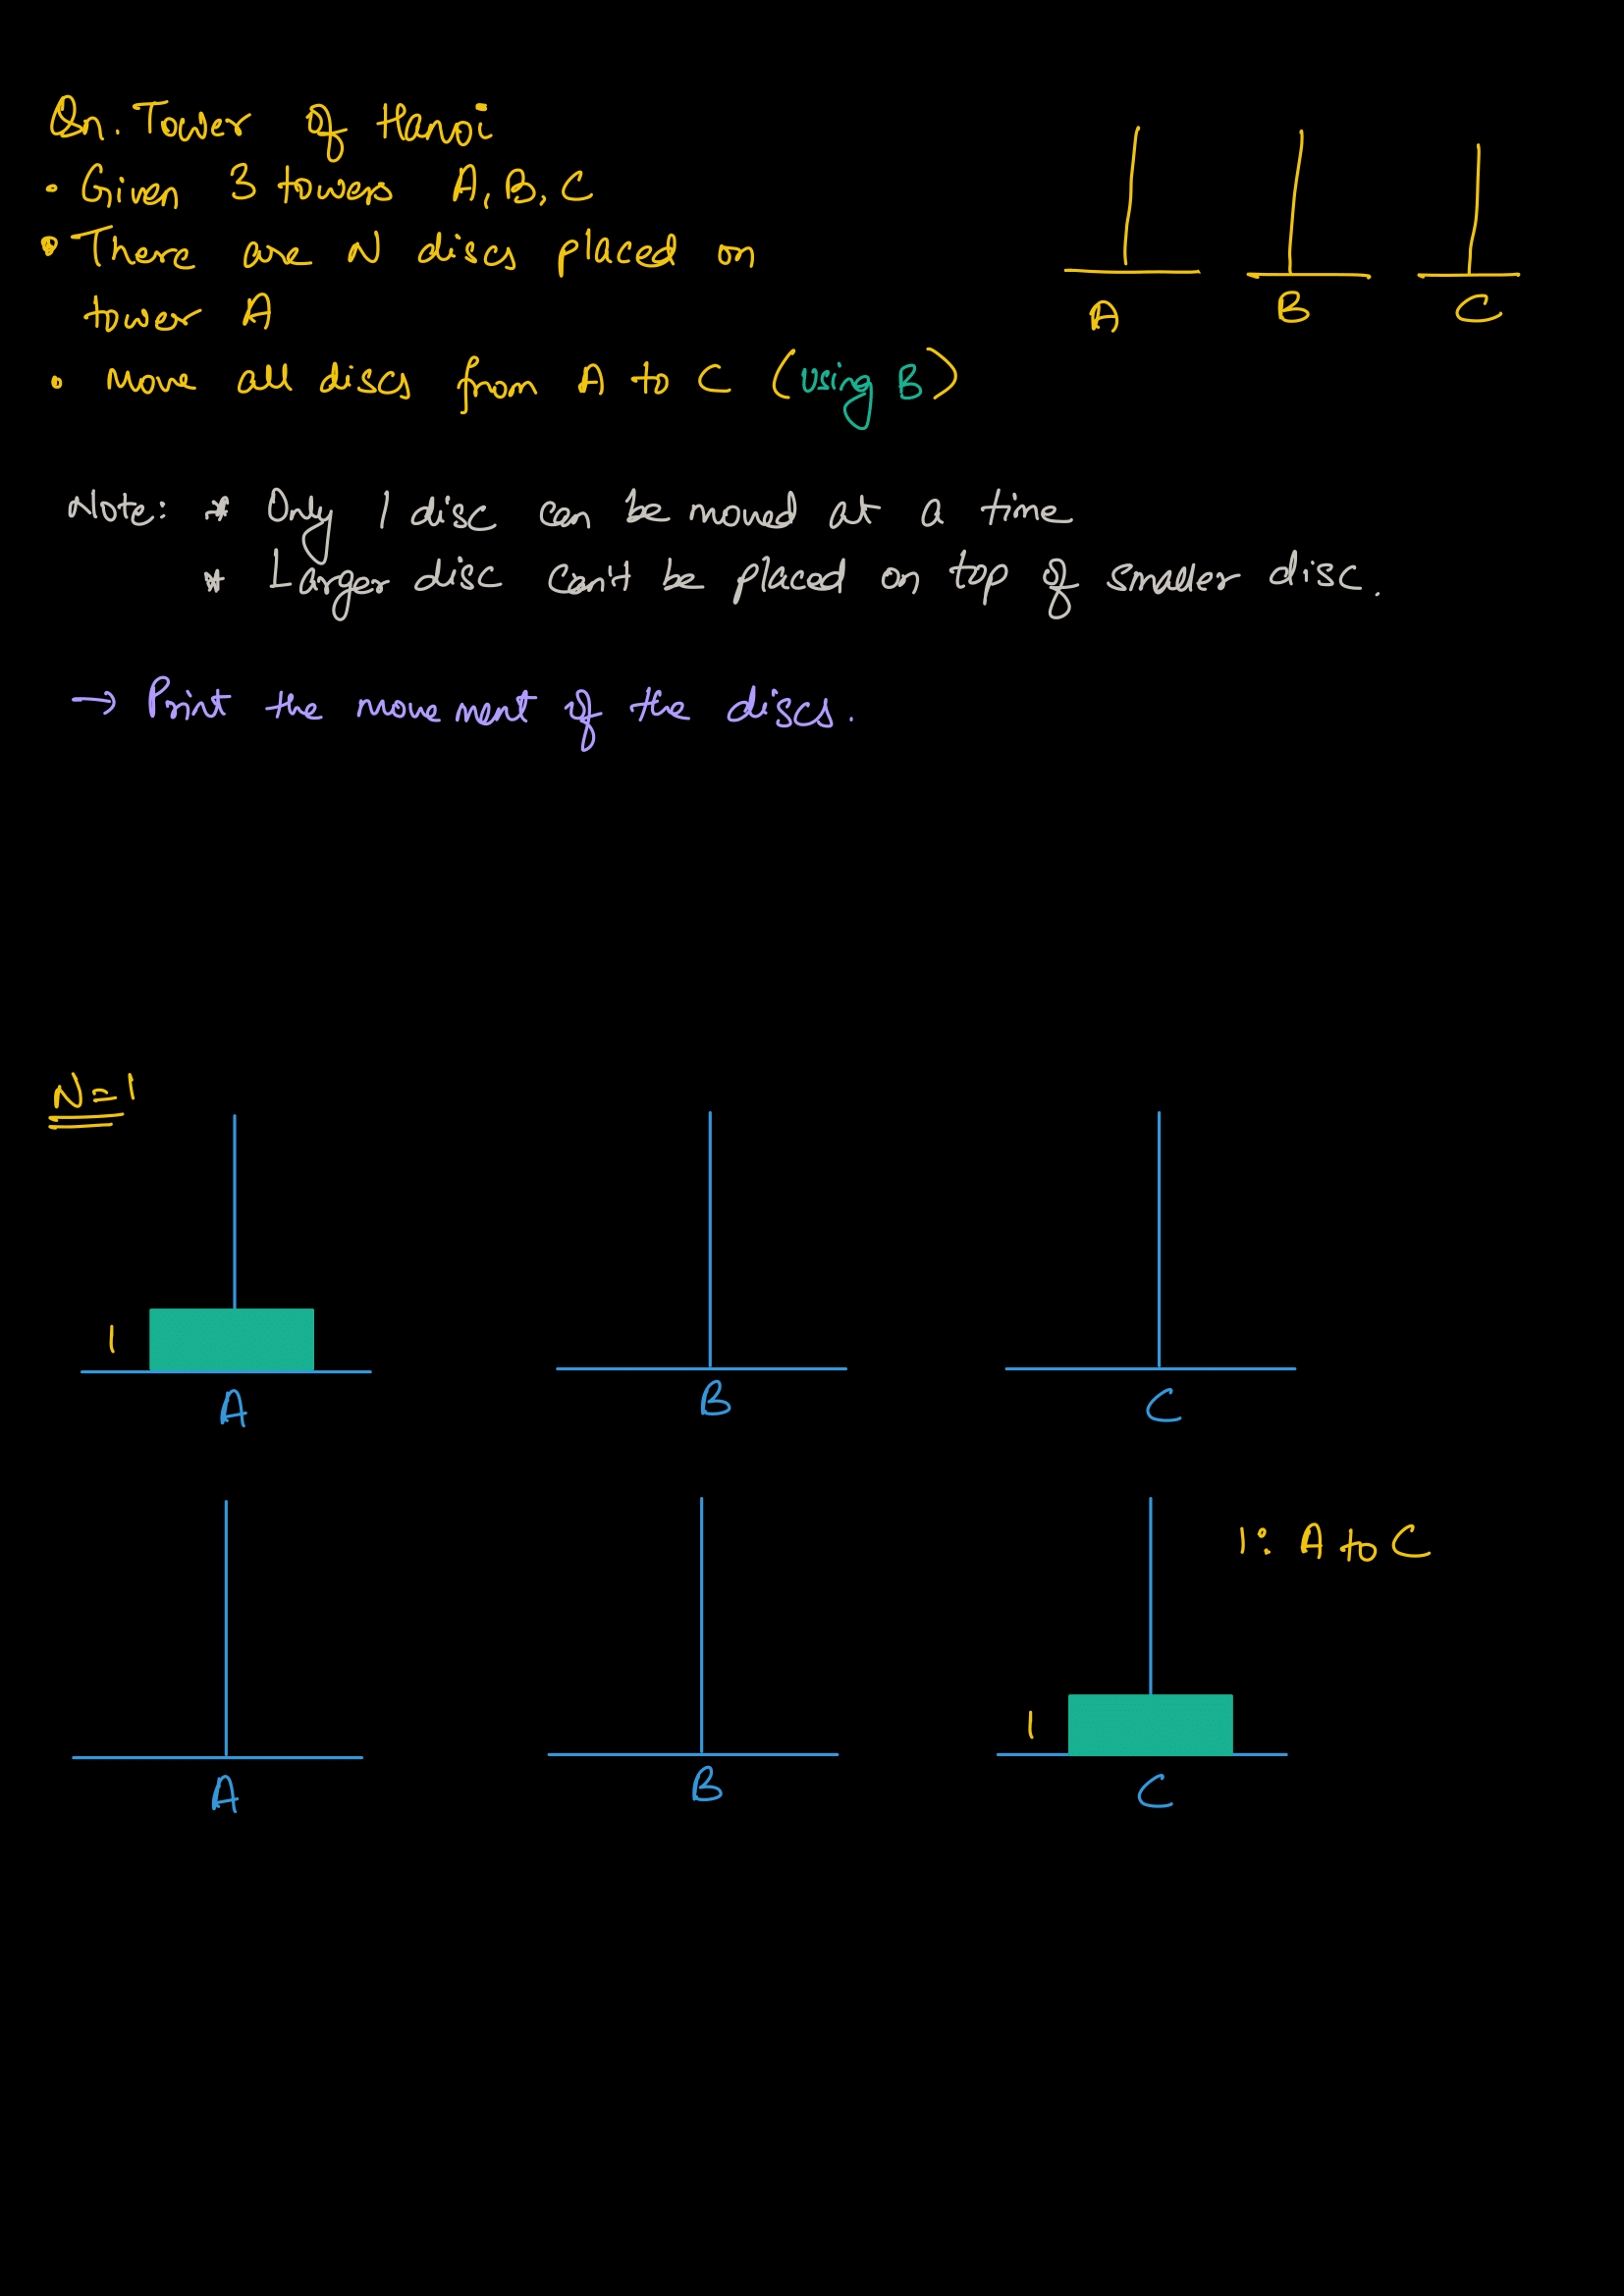 Qn. Tower of Hanoi
• Given 3 towers A, B, C
• There are N discs placed on
tower A
• Move all discs from A to C (using B)
A B C
Note: * Only 1 disc can be moved at a time
* Larger disc can't be placed on top of smaller disc.
→ Print the movement of the discs.
N=1
1
A B C
1: A to C
1
A B C